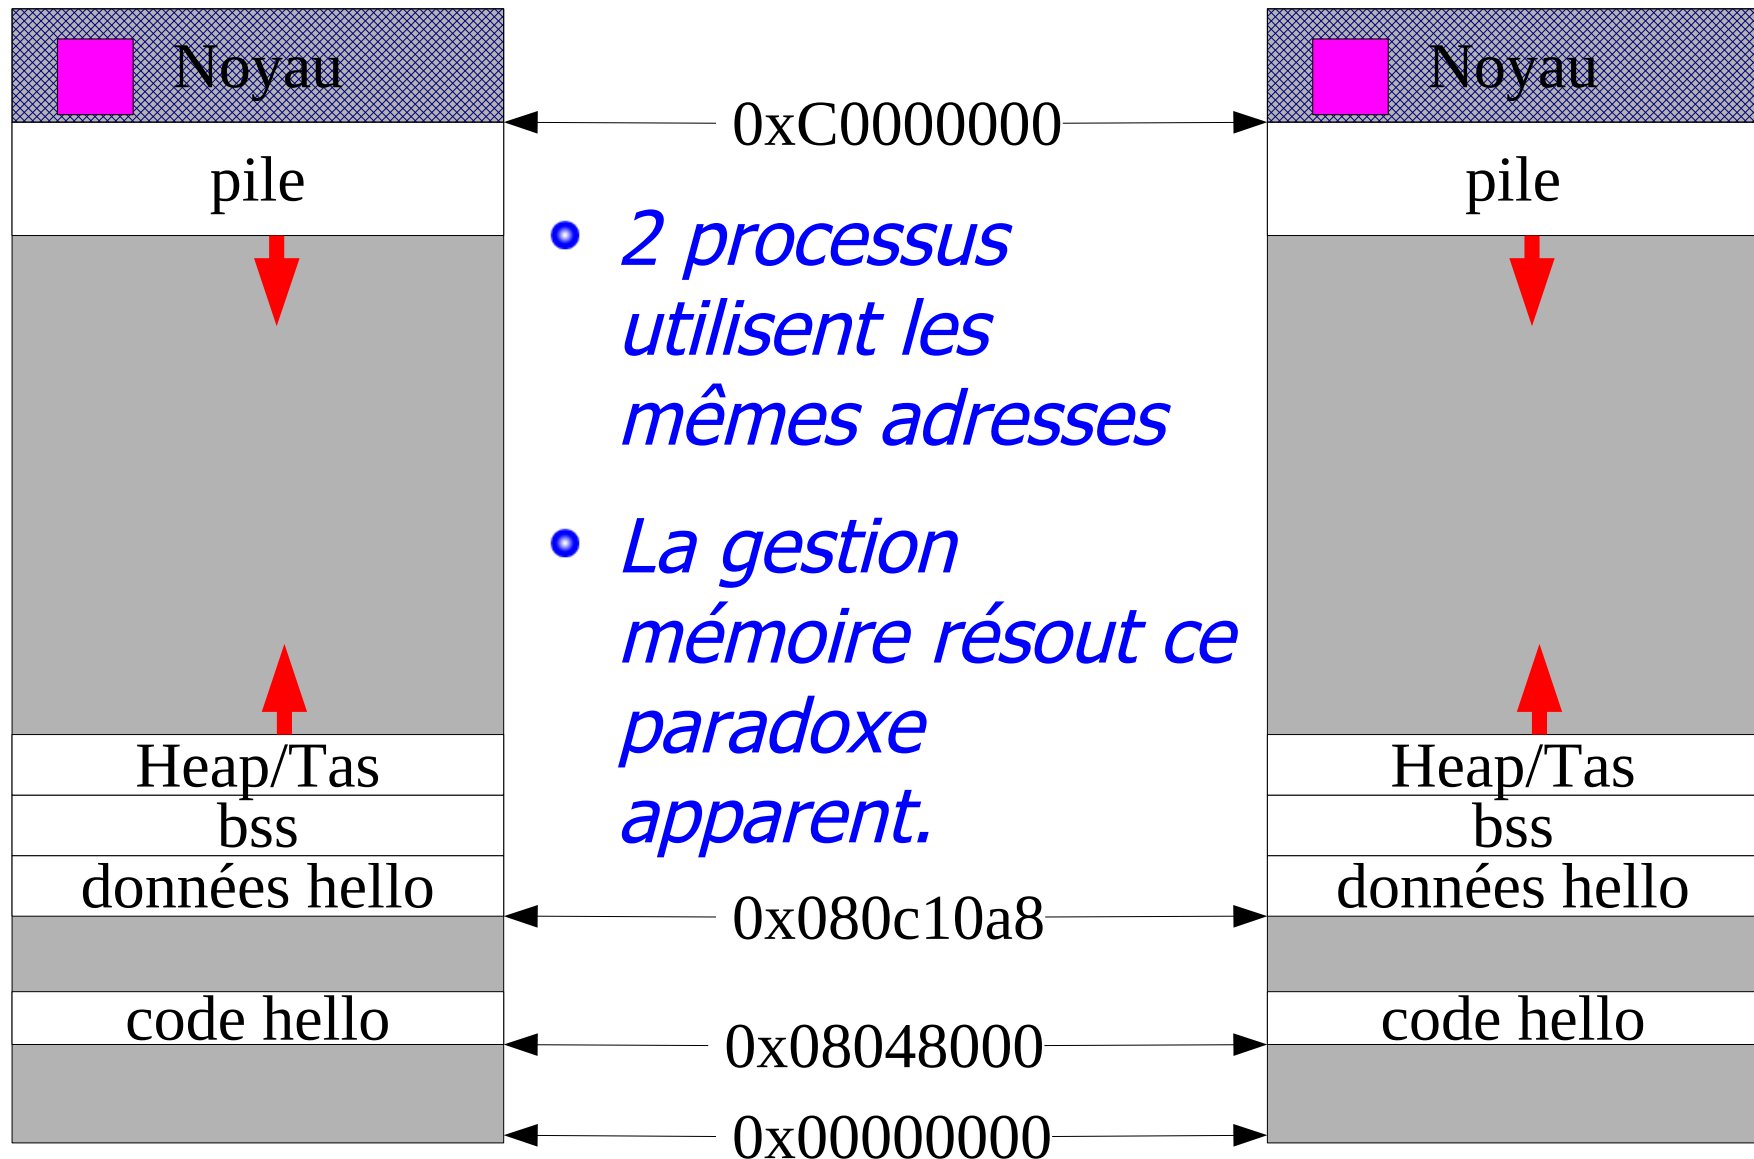 Noyau
pile
Heap/Tas
bss
données hello
code hello
0xC0000000
2 processus
utilisent les
mêmes adresses
La gestion
mémoire résout ce
paradoxe
apparent.
0x080c10a8
0x08048000
0x00000000
Noyau
pile
Heap/Tas
bss
données hello
code hello